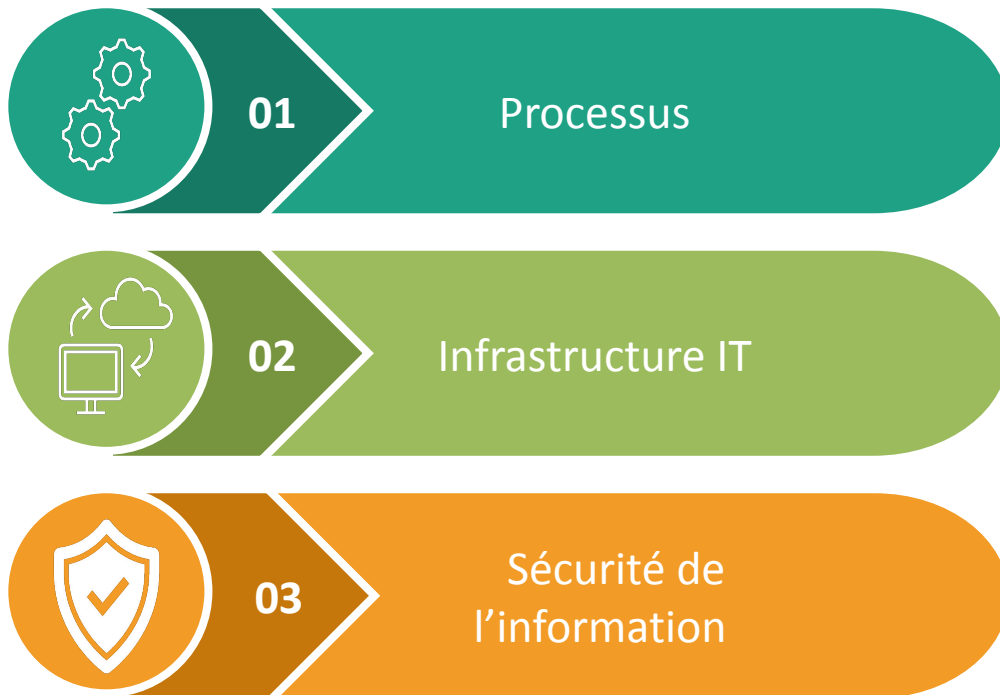 01
Processus
02
Infrastructure IT
03
Sécurité de
l’information